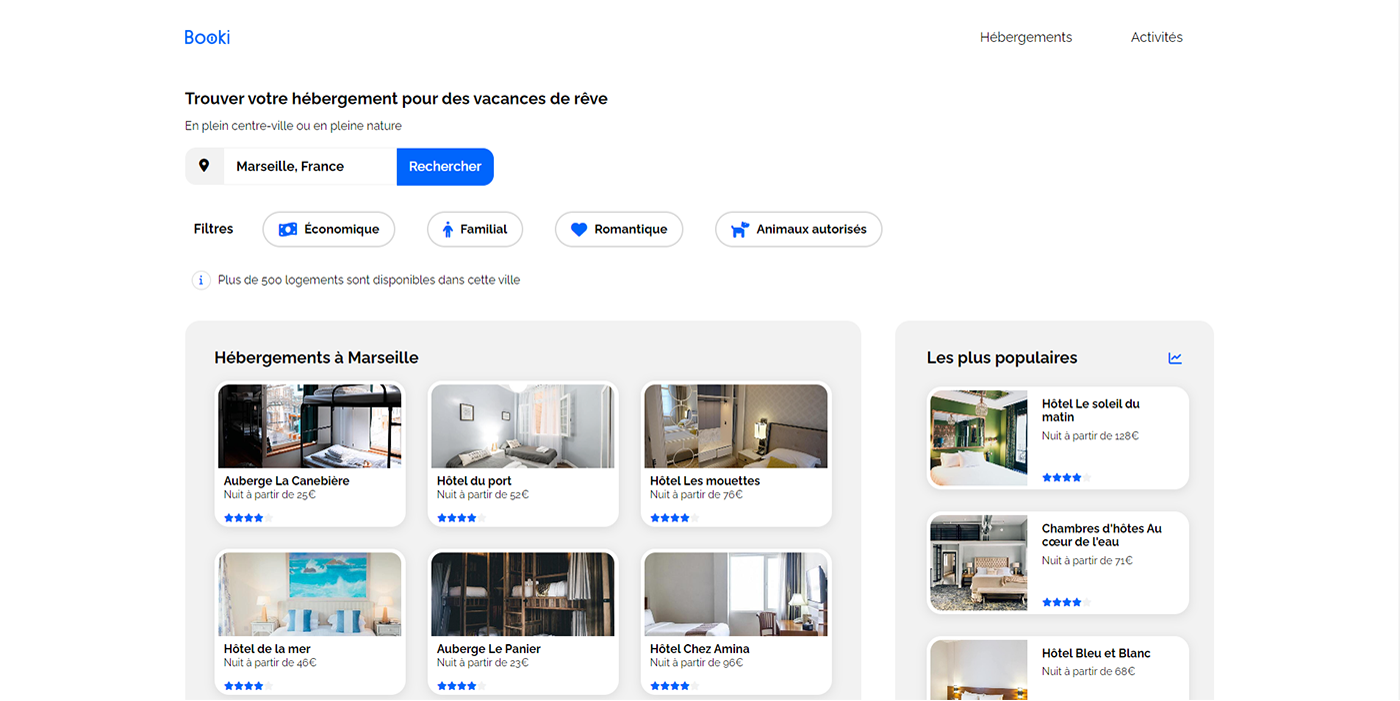 Booki
Hébergements
Activités
Trouver votre hébergement pour des vacances de rêve
En plein centre-ville ou en pleine nature
Marseille, France
Rechercher
Filtres
Économique
Familial
Romantique
Animaux autorisés
i
Plus de 500 logements sont disponibles dans cette ville
Hébergements à Marseille
Auberge La Canebière
Nuit à partir de 25€
Hôtel du port
Nuit à partir de 52€
Hôtel Les mouettes
Nuit à partir de 76€
Hôtel de la mer
Nuit à partir de 46€
Auberge Le Panier
Nuit à partir de 23€
Hôtel Chez Amina
Nuit à partir de 96€
Les plus populaires
Hôtel Le soleil du
matin
Nuit à partir de 128€
Chambres d'hôtes Au
cœur de l'eau
Nuit à partir de 71€
Hôtel Bleu et Blanc
Nuit à partir de 68€